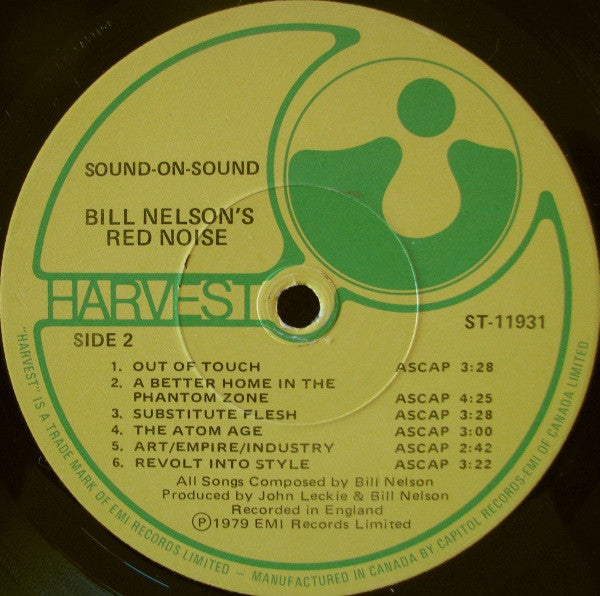 SOUND-ON-SOUND
BILL NELSON'S
RED NOISE
HARVEST
SIDE 2
ST-11931
1. OUT OF TOUCH ASCAP 3:28
2. A BETTER HOME IN THE
PHANTOM ZONE ASCAP 4:25
3. SUBSTITUTE FLESH ASCAP 3:28
4. THE ATOM AGE ASCAP 3:00
5. ART/EMPIRE/INDUSTRY ASCAP 2:42
6. REVOLT INTO STYLE ASCAP 3:22
All Songs Composed by Bill Nelson
Produced by John Leckie & Bill Nelson
Recorded in England
Ⓟ1979 EMI Records Limited
"HARVEST" IS A TRADE MARK OF EMI RECORDS LIMITED – MANUFACTURED IN CANADA BY CAPITOL RECORDS-EMI OF CANADA LIMITED.